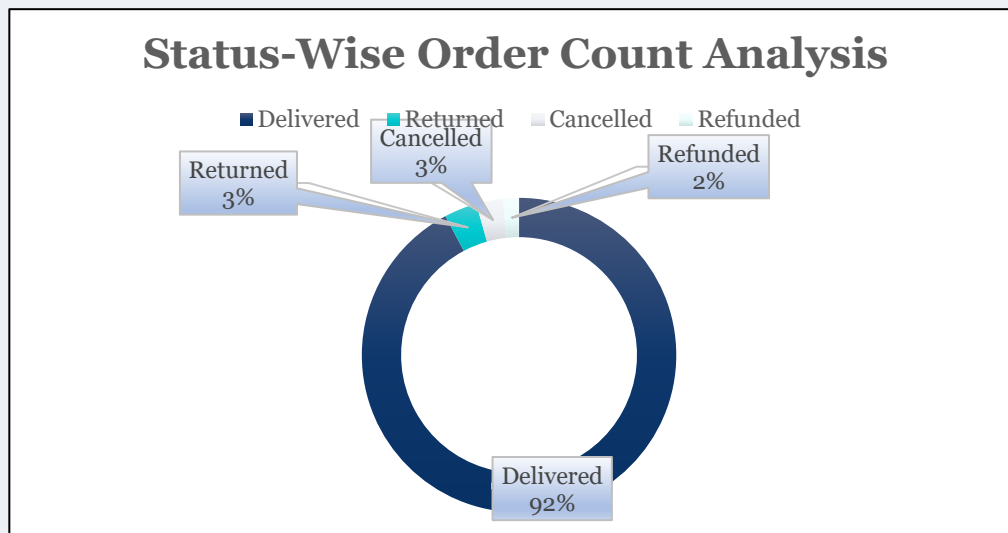 Status-Wise Order Count Analysis
Delivered Returned Cancelled Refunded
Cancelled
3%
Returned
3%
Refunded
2%
Delivered
92%